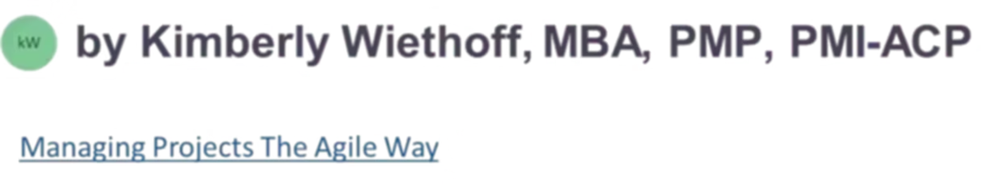 kW
by Kimberly Wiethoff, MBA, PMP, PMI-ACP
Managing Projects The Agile Way